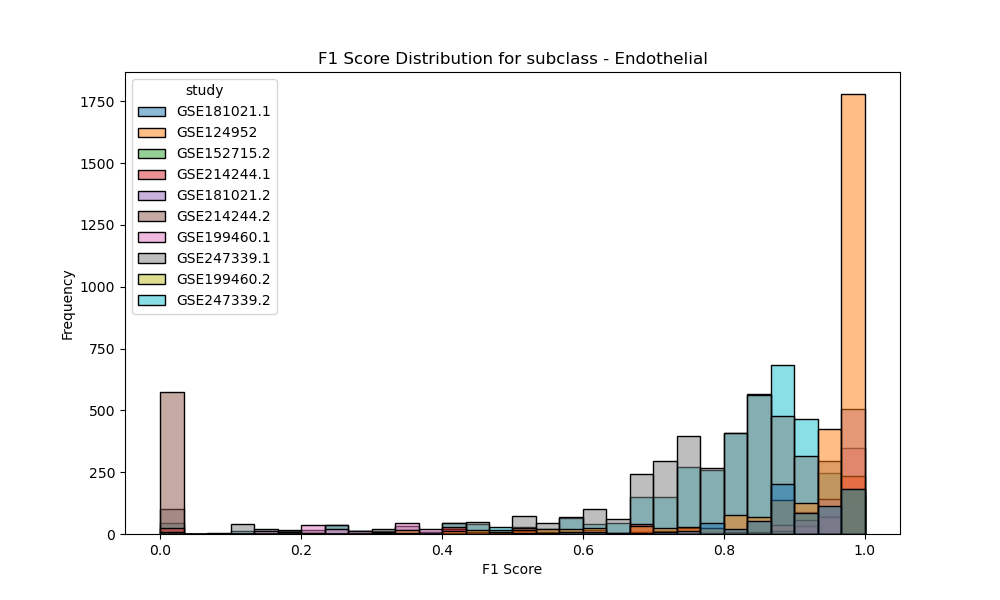 F1 Score Distribution for subclass - Endothelial
study
GSE181021.1
GSE124952
GSE152715.2
GSE214244.1
GSE181021.2
GSE214244.2
GSE199460.1
GSE247339.1
GSE199460.2
GSE247339.2
Frequency
1750
1500
1250
1000
750
500
250
0
0.0 0.2 0.4 0.6 0.8 1.0
F1 Score